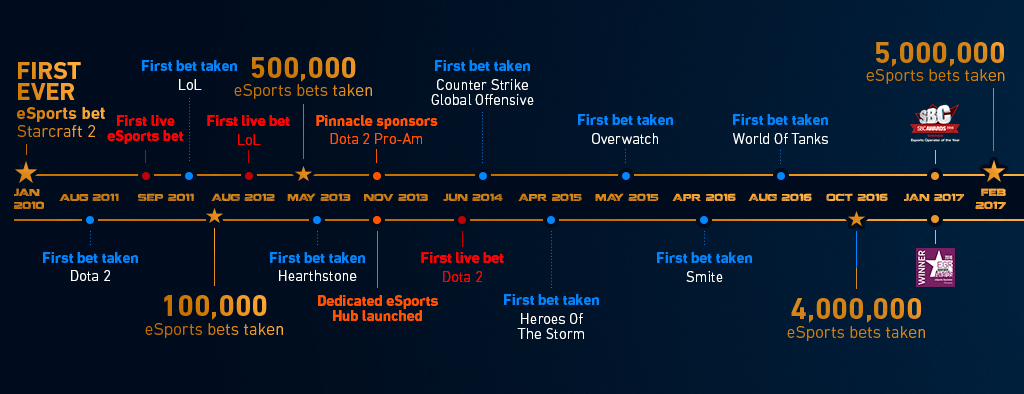 FIRST
EVER
eSports bet
Starcraft 2
First live
eSports bet
First bet taken
LoL
First live bet
LoL
500,000
eSports bets taken
Pinnacle sponsors
Dota 2 Pro-Am
First bet taken
Counter Strike
Global Offensive
First bet taken
Overwatch
First bet taken
World Of Tanks
SBC
SBC AWARDS
eSports Operator of the Year
5,000,000
eSports bets taken
JAN
2010
AUG 2011
SEP 2011
AUG 2012
MAY 2013
NOV 2013
JUN 2014
APR 2015
MAY 2015
APR 2016
AUG 2016
OCT 2016
JAN 2017
FEB
2017
First bet taken
Dota 2
100,000
eSports bets taken
First bet taken
Hearthstone
Dedicated eSports
Hub launched
First live bet
Dota 2
First bet taken
Heroes Of
The Storm
First bet taken
Smite
4,000,000
eSports bets taken
WINNER
EGR